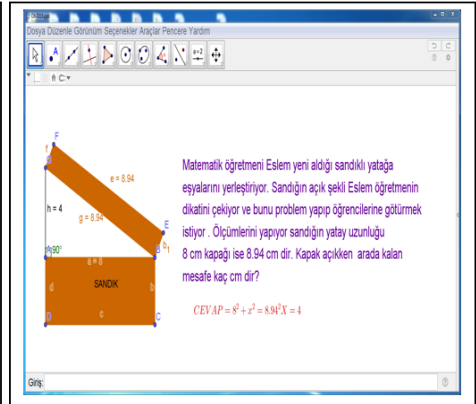 Dosya Düzenle Görünüm Seçenekler Araçlar Pencere Yardım
A
a=2
F
e = 8.94
h = 4
g = 8.94
E
90°
a = 8
B
b
d
SANDIK
b
D
c
C
Matematik öğretmeni Eslem yeni aldığı sandıklı yatağa
eşyalarını yerleştiriyor. Sandığın açık şekli Eslem öğretmenin
dikatini çekiyor ve bunu problem yapıp öğrencilerine götürmek
istiyor . Ölçümlerini yapıyor sandığın yatay uzunluğu
8 cm kapağı ise 8.94 cm dir. Kapak açıkken arada kalan
mesafe kaç cm dir?
CEVAP = 8² + x² = 8.94² X = 4
Giriş: